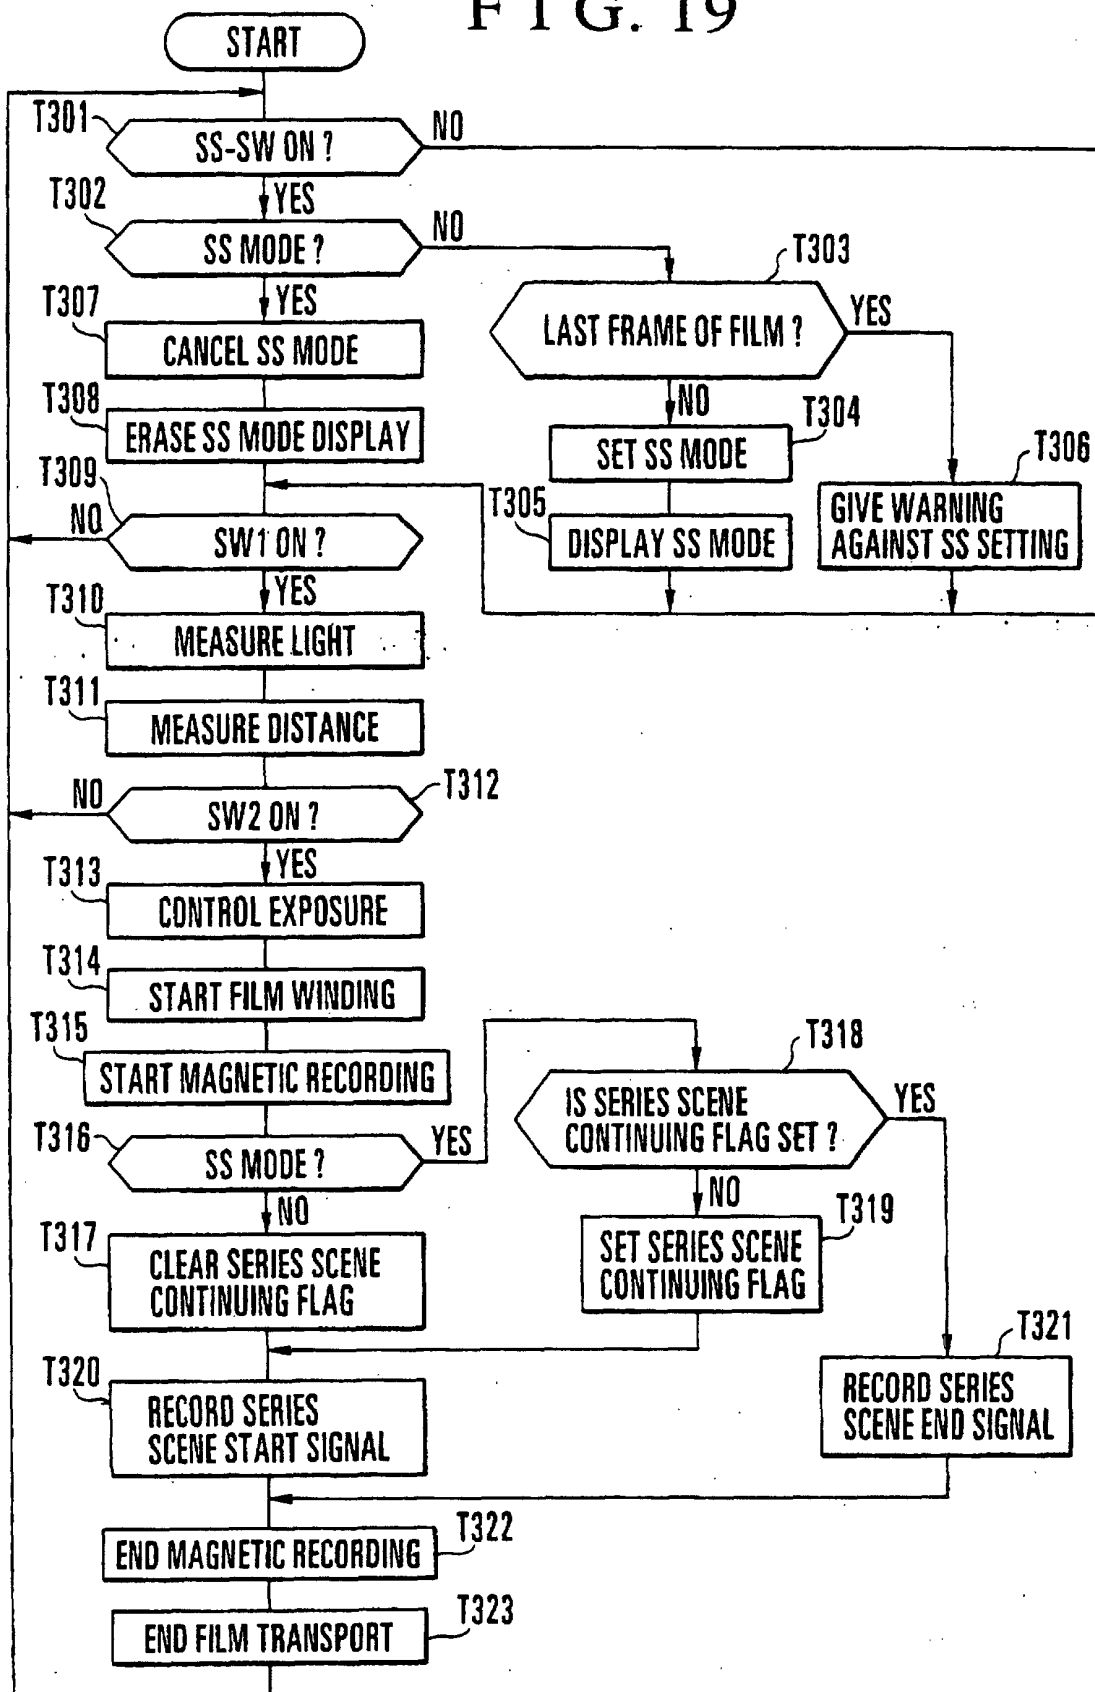 FIG. 19
START
T301
SS-SW ON ?
NO
YES
T302
SS MODE ?
NO
YES
T303
LAST FRAME OF FILM ?
YES
NO
T304
SET SS MODE
T305
DISPLAY SS MODE
T306
GIVE WARNING
AGAINST SS SETTING
T307
CANCEL SS MODE
T308
ERASE SS MODE DISPLAY
T309
SW1 ON ?
NO
YES
T310
MEASURE LIGHT
T311
MEASURE DISTANCE
T312
SW2 ON ?
NO
YES
T313
CONTROL EXPOSURE
T314
START FILM WINDING
T315
START MAGNETIC RECORDING
T316
SS MODE ?
YES
NO
T317
CLEAR SERIES SCENE
CONTINUING FLAG
T318
IS SERIES SCENE
CONTINUING FLAG SET ?
YES
NO
T319
SET SERIES SCENE
CONTINUING FLAG
T320
RECORD SERIES
SCENE START SIGNAL
T321
RECORD SERIES
SCENE END SIGNAL
T322
END MAGNETIC RECORDING
T323
END FILM TRANSPORT